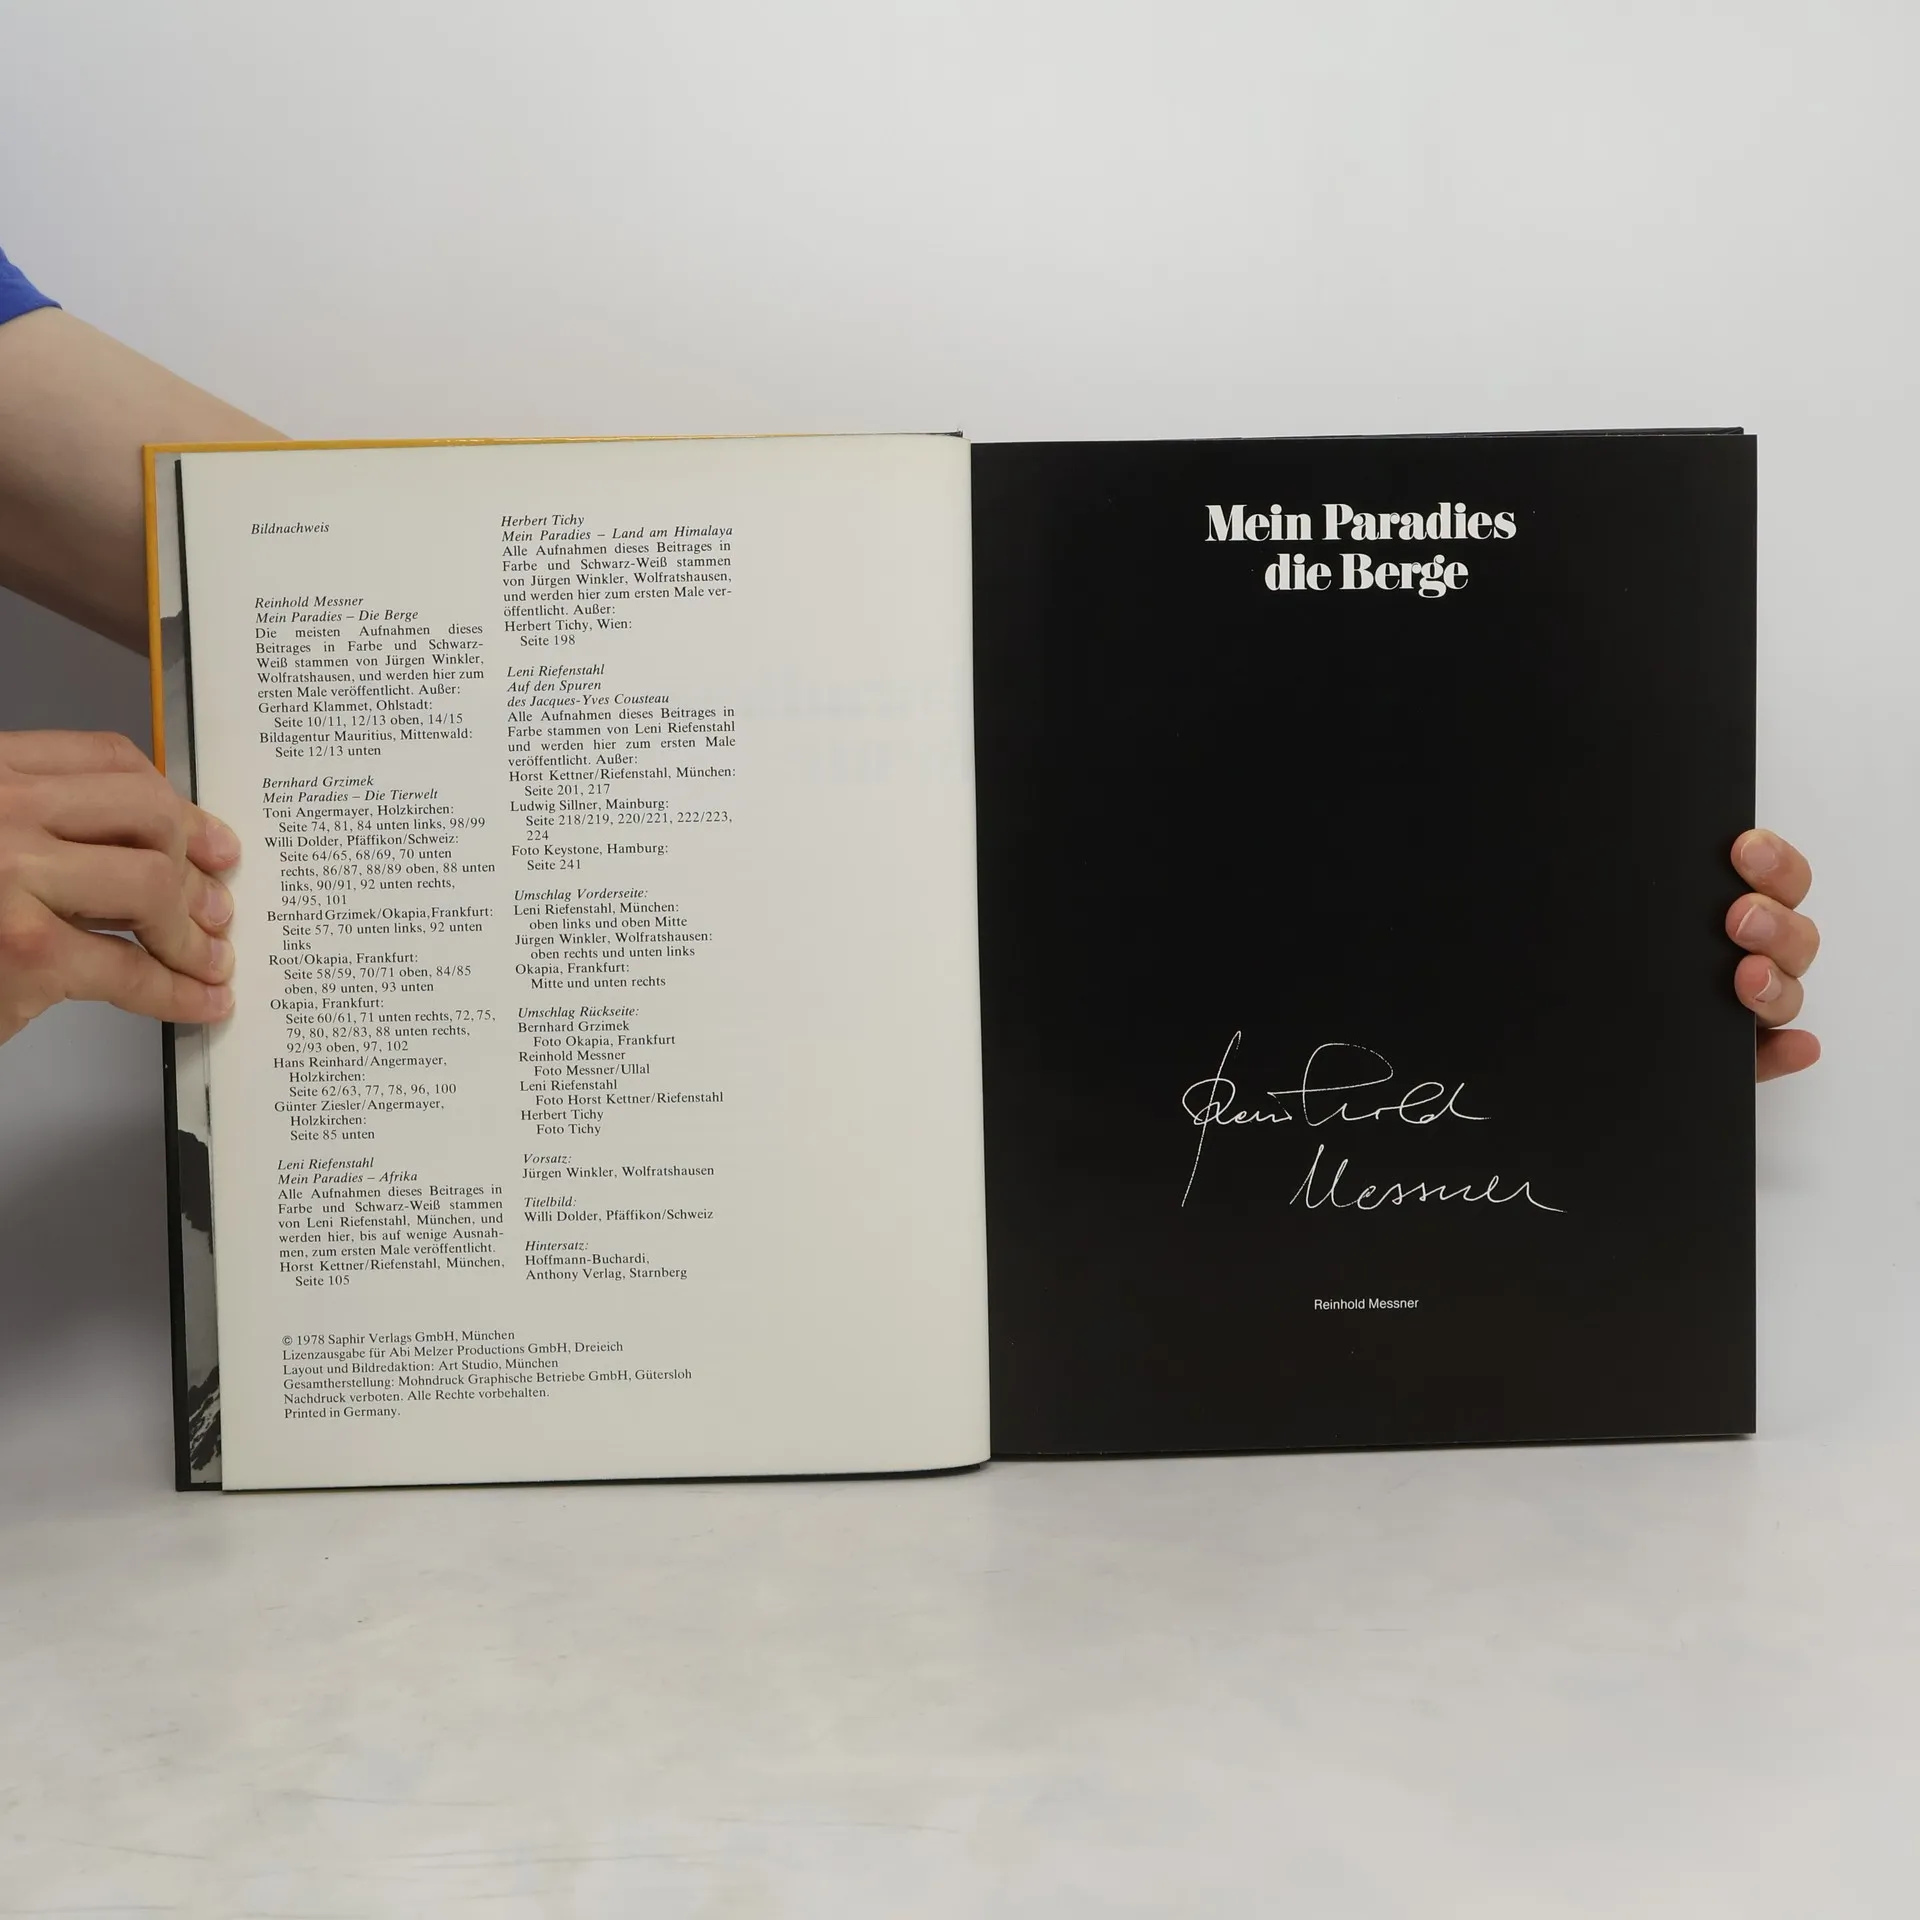 Bildnachweis
Reinhold Messner
Mein Paradies – Die Berge
Die meisten Aufnahmen dieses
Beitrages in Farbe und Schwarz-
Weiß stammen von Jürgen Winkler,
Wolfratshausen, und werden hier zum
ersten Male veröffentlicht. Außer:
Gerhard Klammet, Ohlstadt:
Seite 10/11, 12/13 oben, 14/15
Bildagentur Mauritius, Mittenwald:
Seite 12/13 unten
Bernhard Grzimek
Mein Paradies – Die Tierwelt
Toni Angermayer, Holzkirchen:
Seite 74, 81, 84 unten links, 98/99
Willi Dolder, Pfäffikon/Schweiz:
Seite 64/65, 68/69, 70 unten
rechts, 86/87, 88/89 oben, 88 unten
links, 90/91, 92 unten rechts,
94/95, 101
Bernhard Grzimek/Okapia, Frankfurt:
Seite 57, 70 unten links, 92 unten
links
Root/Okapia, Frankfurt:
Seite 58/59, 70/71 oben, 84/85
oben, 89 unten, 93 unten
Okapia, Frankfurt:
Seite 60/61, 71 unten rechts, 72, 75,
79, 80, 82/83, 88 unten rechts,
92/93 oben, 97, 102
Hans Reinhard/Angermayer,
Holzkirchen:
Seite 62/63, 77, 78, 96, 100
Günter Ziesler/Angermayer,
Holzkirchen:
Seite 85 unten
Leni Riefenstahl
Mein Paradies – Afrika
Alle Aufnahmen dieses Beitrages in
Farbe und Schwarz-Weiß stammen
von Leni Riefenstahl, München, und
werden hier, bis auf wenige Ausnah-
men, zum ersten Male veröffentlicht.
Horst Kettner/Riefenstahl, München,
Seite 105
Herbert Tichy
Mein Paradies – Land am Himalaya
Alle Aufnahmen dieses Beitrages in
Farbe und Schwarz-Weiß stammen
von Jürgen Winkler, Wolfratshausen,
und werden hier zum ersten Male ver-
öffentlicht. Außer:
Herbert Tichy, Wien:
Seite 198
Leni Riefenstahl
Auf den Spuren
des Jacques-Yves Cousteau
Alle Aufnahmen dieses Beitrages in
Farbe stammen von Leni Riefenstahl
und werden hier zum ersten Male
veröffentlicht. Außer:
Horst Kettner/Riefenstahl, München:
Seite 201, 217
Ludwig Sillner, Mainburg:
Seite 218/219, 220/221, 222/223,
224
Foto Keystone, Hamburg:
Seite 241
Umschlag Vorderseite:
Leni Riefenstahl, München:
oben links und oben Mitte
Jürgen Winkler, Wolfratshausen:
oben rechts und unten links
Okapia, Frankfurt:
Mitte und unten rechts
Umschlag Rückseite:
Bernhard Grzimek
Foto Okapia, Frankfurt
Reinhold Messner
Foto Messner/Ullal
Leni Riefenstahl
Foto Horst Kettner/Riefenstahl
Herbert Tichy
Foto Tichy
Vorsatz:
Jürgen Winkler, Wolfratshausen
Titelbild:
Willi Dolder, Pfäffikon/Schweiz
Hintersatz:
Hoffmann-Buchardi,
Anthony Verlag, Starnberg
© 1978 Saphir Verlags GmbH, München
Lizenzausgabe für Abi Melzer Productions GmbH, Dreieich
Layout und Bildredaktion: Art Studio, München
Gesamtherstellung: Mohndruck Graphische Betriebe GmbH, Gütersloh
Nachdruck verboten. Alle Rechte vorbehalten.
Printed in Germany.
Mein Paradies
die Berge
Reinhold
Messner
Reinhold Messner